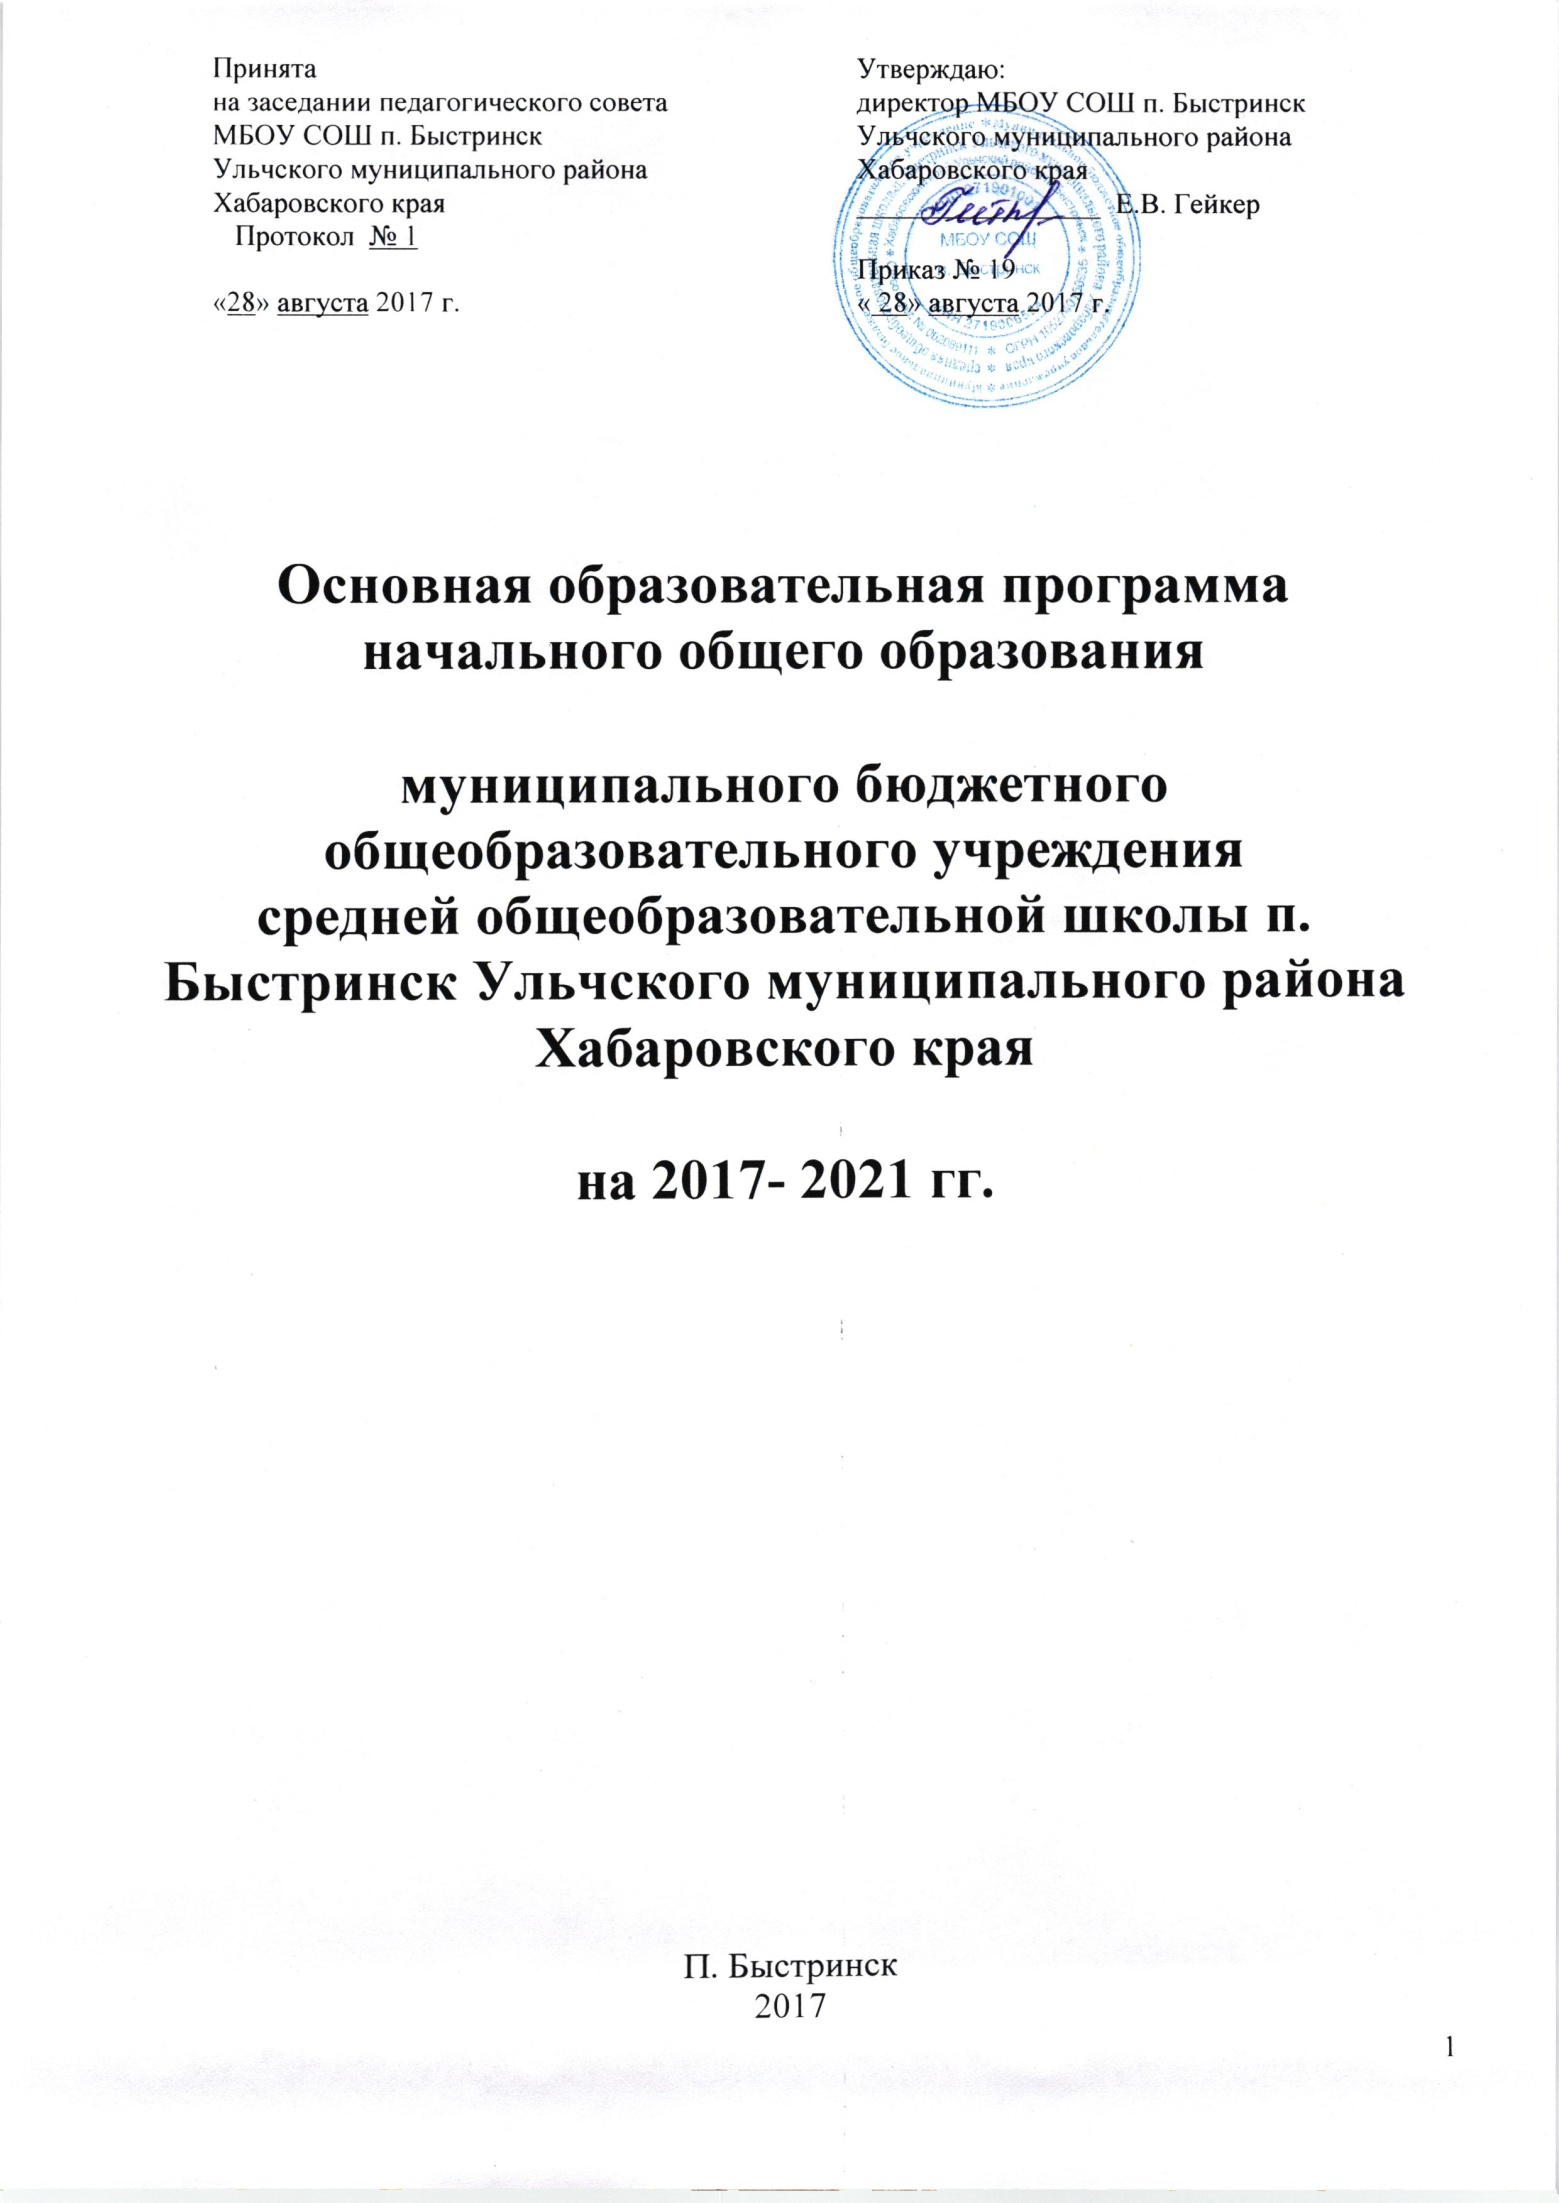 Принята
на заседании педагогического совета
МБОУ СОШ п. Быстринск
Ульчского муниципального района
Хабаровского края
Протокол № 1
«28» августа 2017 г.
Утверждаю:
директор МБОУ СОШ п. Быстринск
Ульчского муниципального района
Хабаровского края
Е.В. Гейкер
Приказ № 19
« 28» августа 2017 г.
МБОУ СОШ
п. Быстринск
Основная образовательная программа
начального общего образования
муниципального бюджетного
общеобразовательного учреждения
средней общеобразовательной школы п.
Быстринск Ульчского муниципального района
Хабаровского края
на 2017- 2021 гг.
П. Быстринск
2017
1